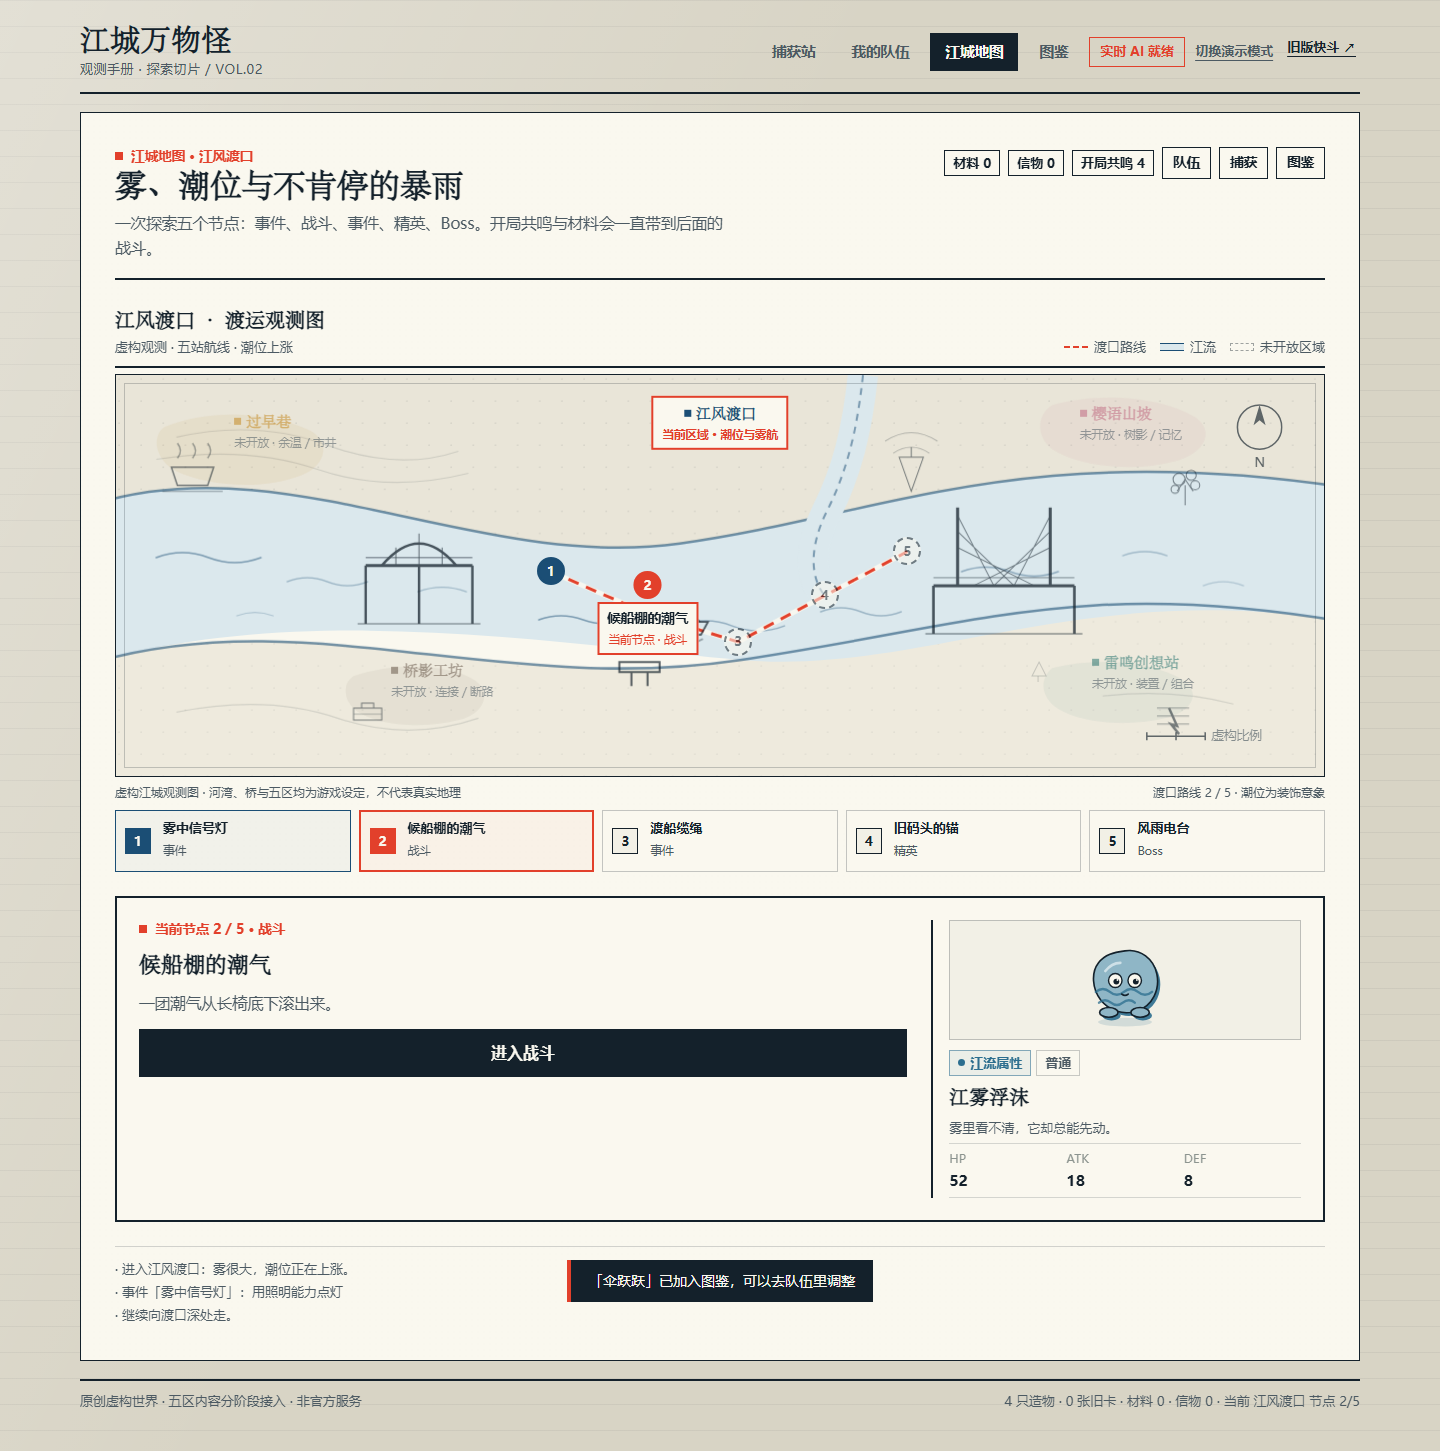 江城万物怪
观测手册 · 探索切片 / VOL.02
捕获站
我的队伍
江城地图
图鉴
实时 AI 就绪
切换演示模式
旧版快斗 ↗
江城地图 • 江风渡口
雾、潮位与不肯停的暴雨
一次探索五个节点：事件、战斗、事件、精英、Boss。开局共鸣与材料会一直带到后面的
战斗。
材料 0
信物 0
开局共鸣 4
队伍
捕获
图鉴
江风渡口 · 渡运观测图
虚构观测 · 五站航线 · 潮位上涨
渡口路线
江流
未开放区域
过早巷
未开放 · 余温 / 市井
江风渡口
当前区域 • 潮位与雾航
樱语山坡
未开放 · 树影 / 记忆
N
1
2
候船棚的潮气
当前节点 · 战斗
3
4
5
桥影工坊
未开放 · 连接 / 断路
雷鸣创想站
未开放 · 装置 / 组合
虚构比例
虚构江城观测图 · 河湾、桥与五区均为游戏设定，不代表真实地理
渡口路线 2 / 5 · 潮位为装饰意象
1
雾中信号灯
事件
2
候船棚的潮气
战斗
3
渡船缆绳
事件
4
旧码头的锚
精英
5
风雨电台
Boss
当前节点 2 / 5 • 战斗
候船棚的潮气
一团潮气从长椅底下滚出来。
进入战斗
江流属性
普通
江雾浮沫
雾里看不清，它却总能先动。
HP
ATK
DEF
52
18
8
· 进入江风渡口：雾很大，潮位正在上涨。
· 事件「雾中信号灯」：用照明能力点灯
· 继续向渡口深处走。
「伞跃跃」已加入图鉴，可以去队伍里调整
原创虚构世界 · 五区内容分阶段接入 · 非官方服务
4 只造物 · 0 张旧卡 · 材料 0 · 信物 0 · 当前 江风渡口 节点 2/5